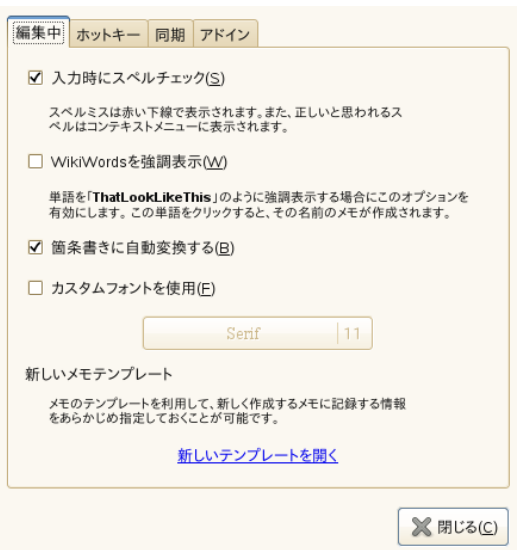 編集中 ホットキー 同期 アドイン
入力時にスペルチェック(S)
スペルミスは赤い下線で表示されます。また、正しいと思われるス
ペルはコンテキストメニューに表示されます。
WikiWordsを強調表示(W)
単語を「ThatLookLikeThis」のように強調表示する場合にこのオプションを
有効にします。この単語をクリックすると、その名前のメモが作成されます。
箇条書きに自動変換する(B)
カスタムフォントを使用(F)
Serif 11
新しいメモテンプレート
メモのテンプレートを利用して、新しく作成するメモに記録する情報
をあらかじめ指定しておくことが可能です。
新しいテンプレートを開く
閉じる(C)